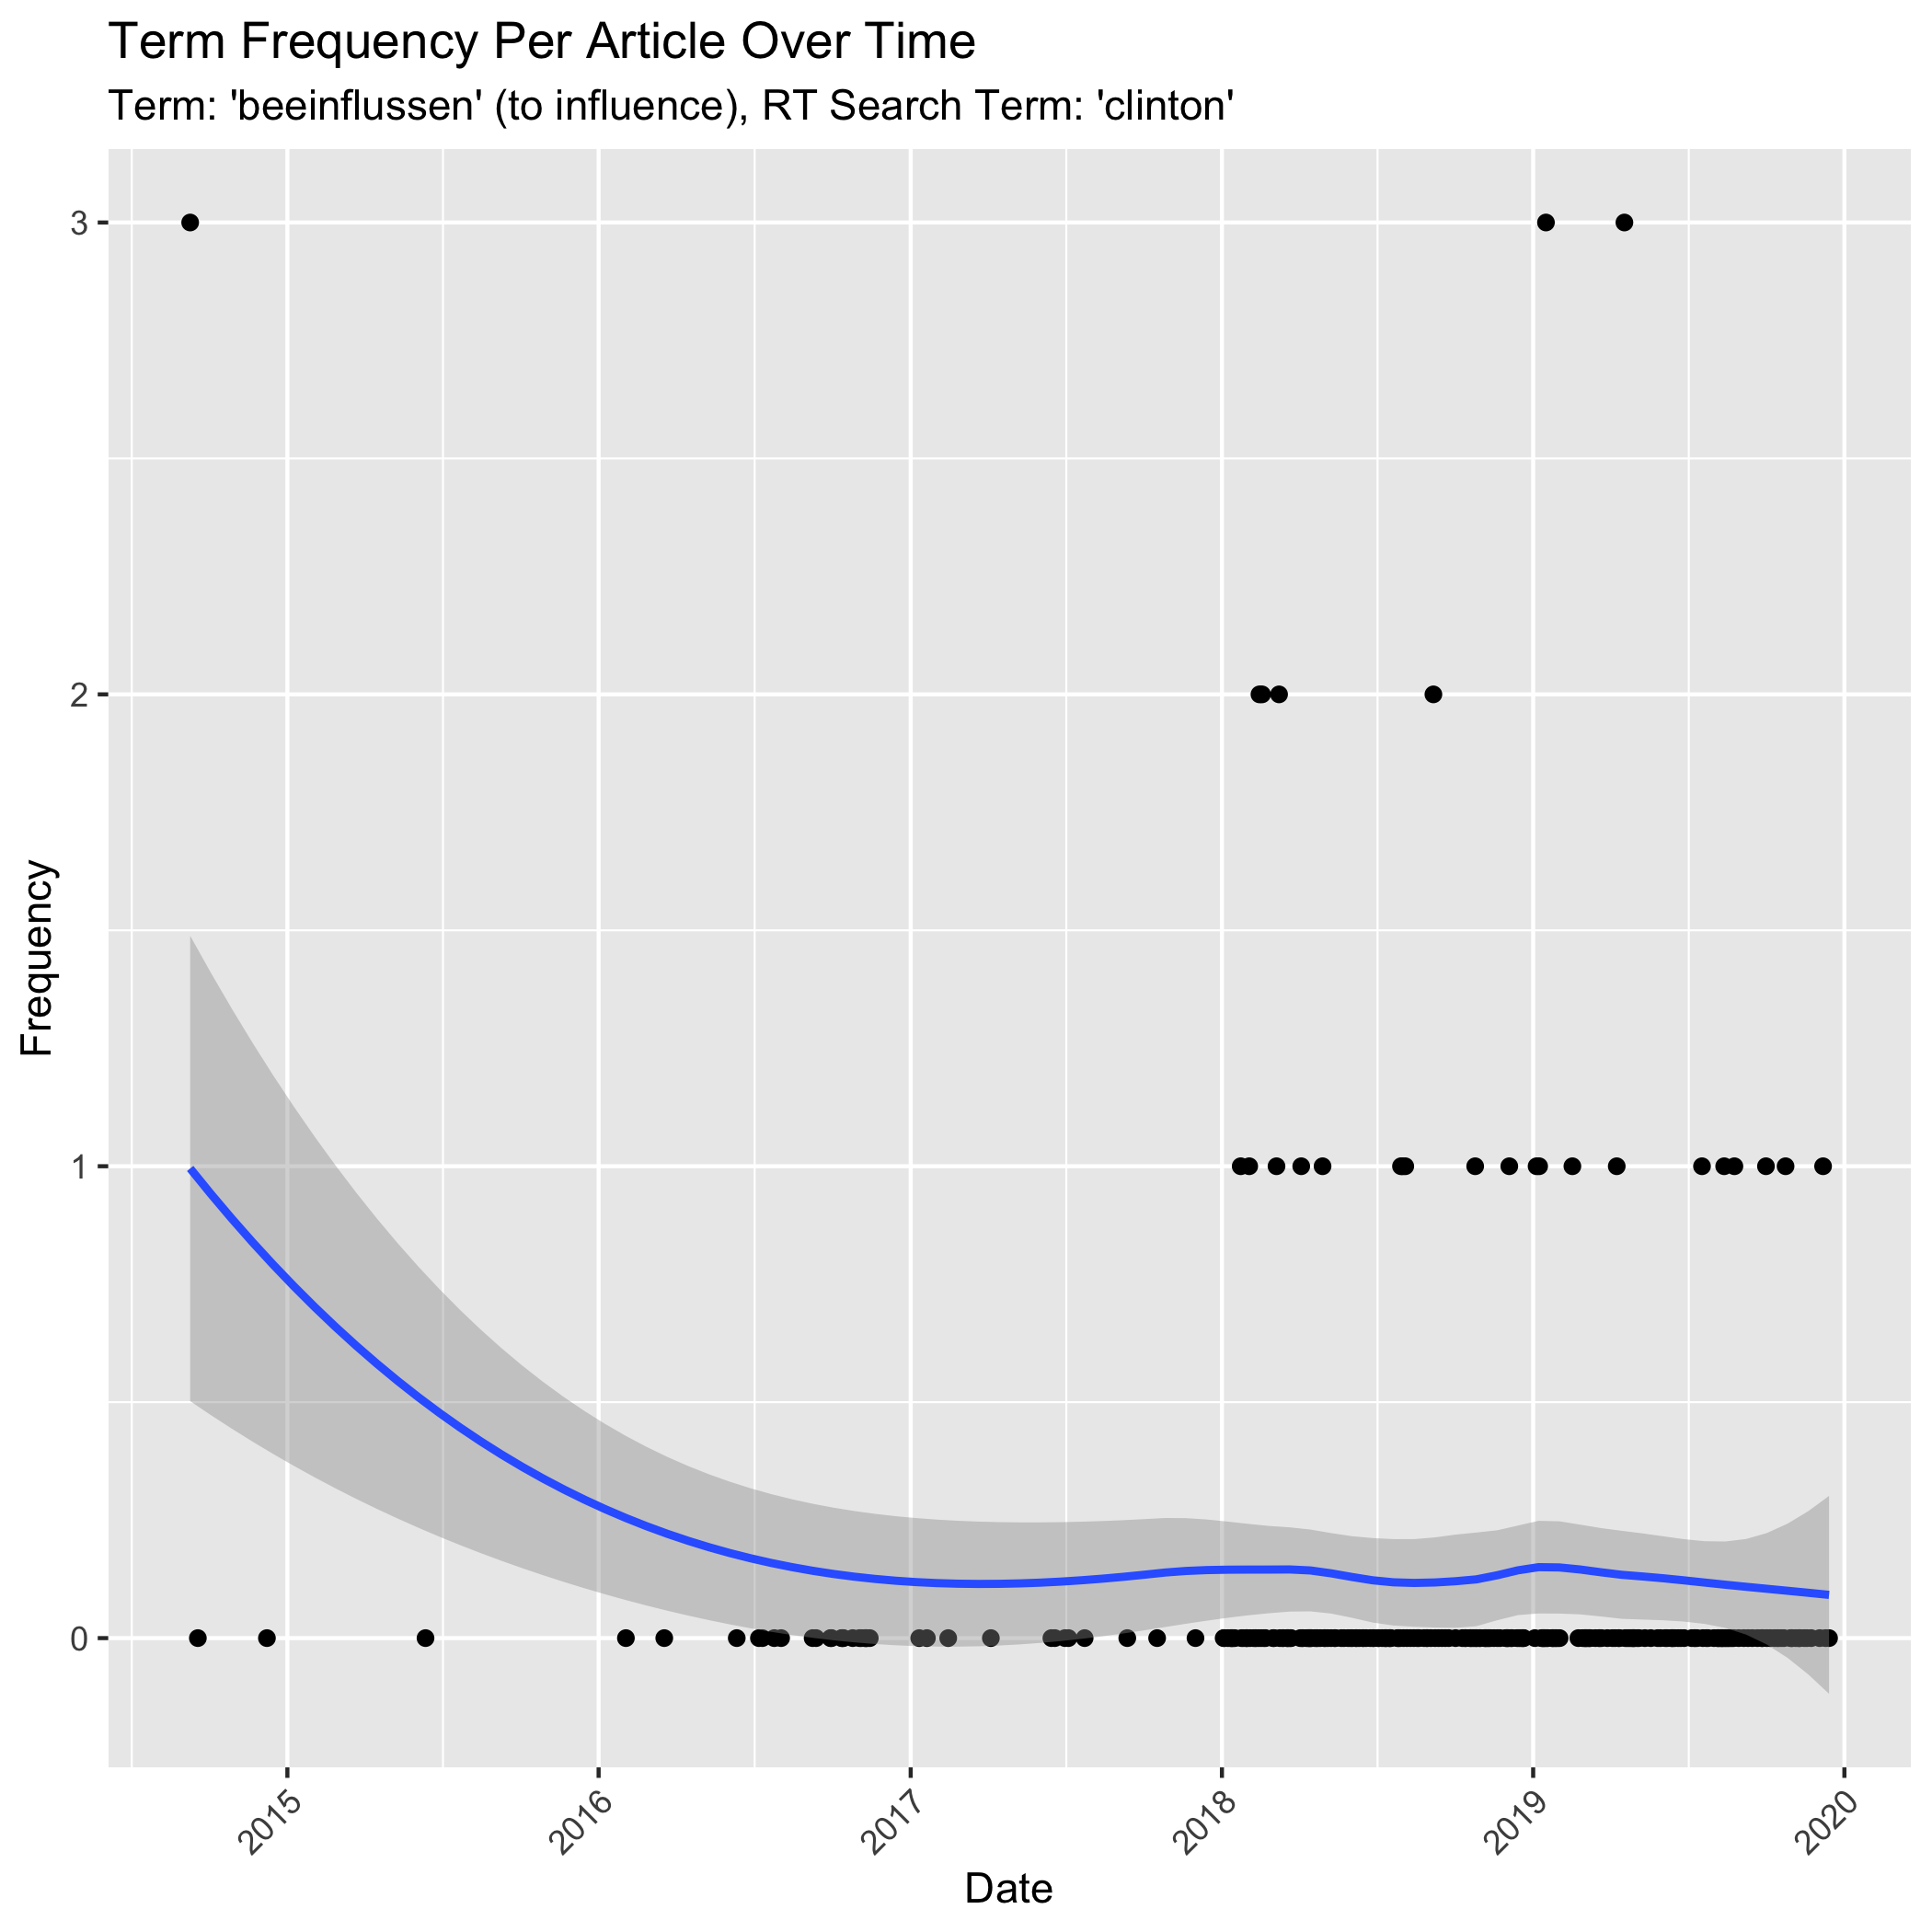 Term Frequency Per Article Over Time
Term: 'beeinflussen' (to influence), RT Search Term: 'clinton'
Frequency
3
2
1
0
2015
2016
2017
2018
2019
2020
Date